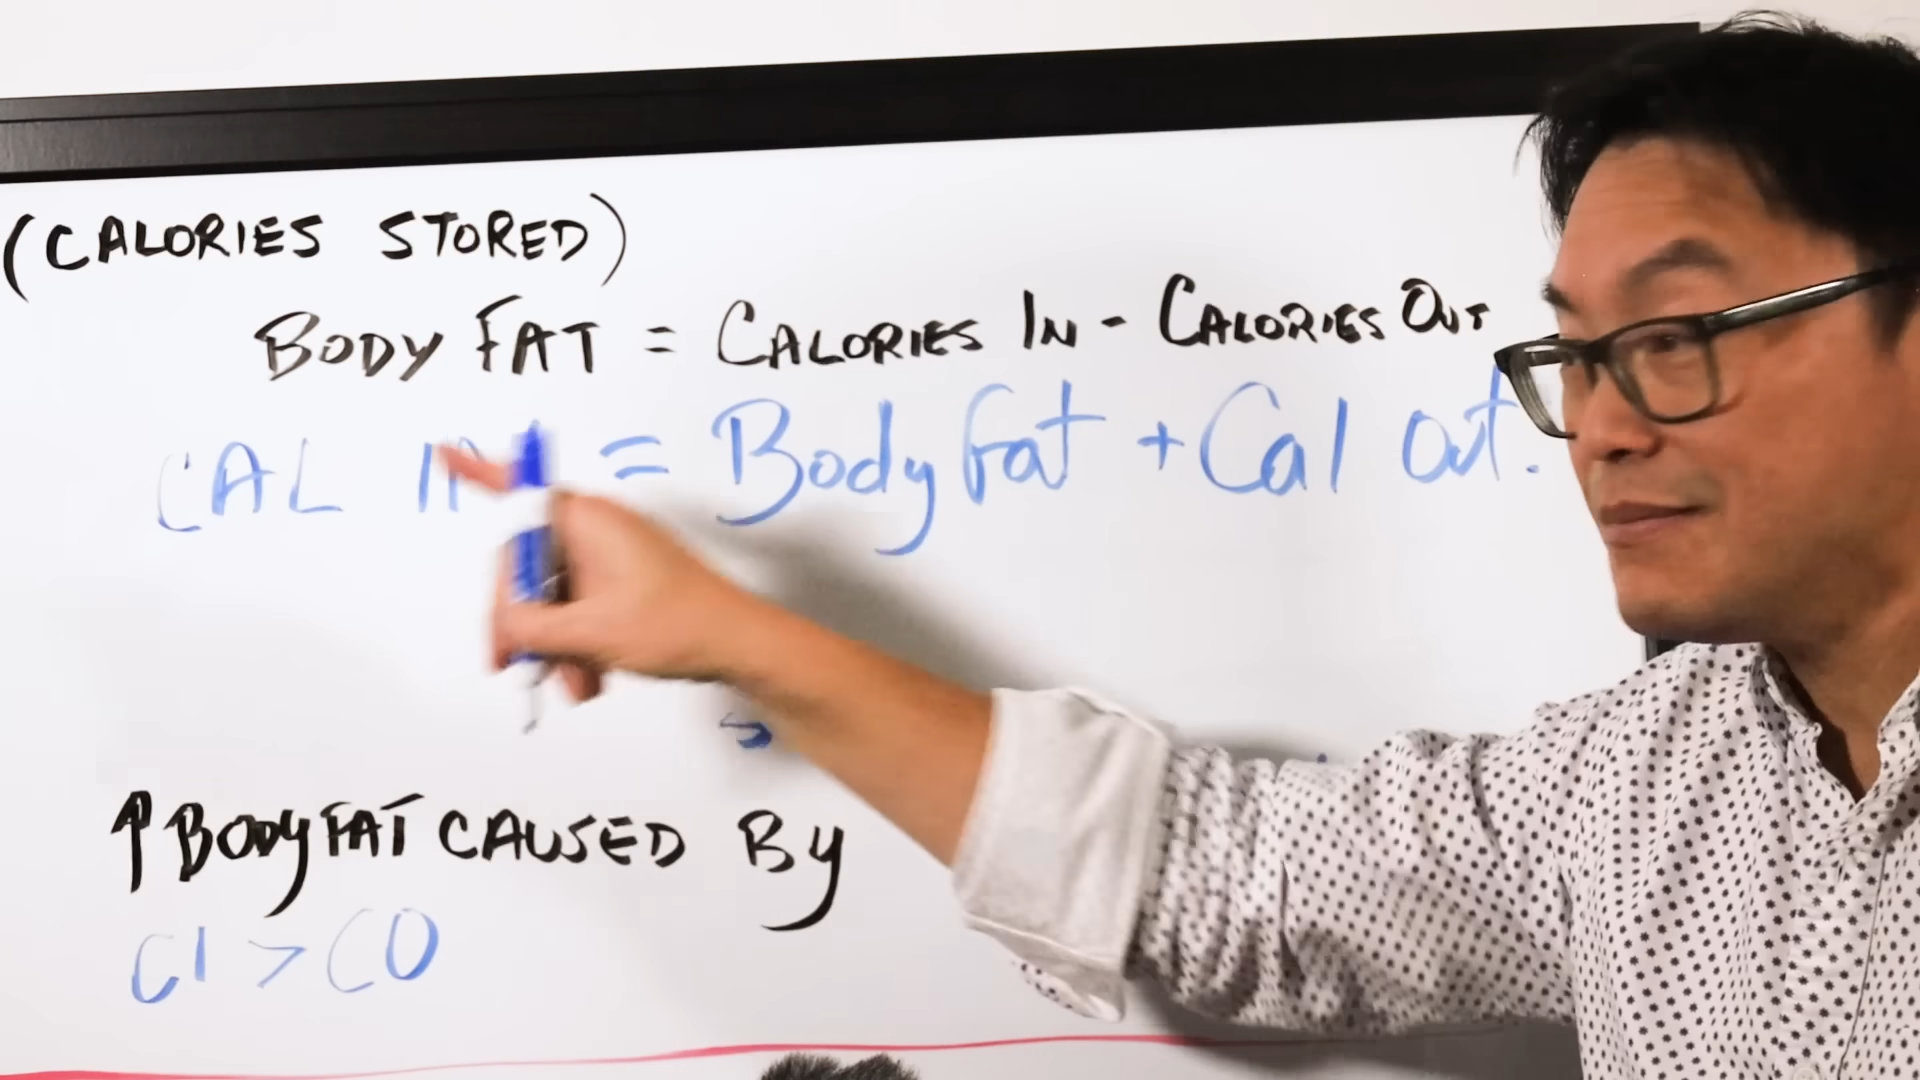 (CALORIES STORED)
BODY FAT = CALORIES IN - CALORIES OUT
CAL IN = Body fat + Cal Out.
↑ BODY FAT CAUSED BY
CI > CO